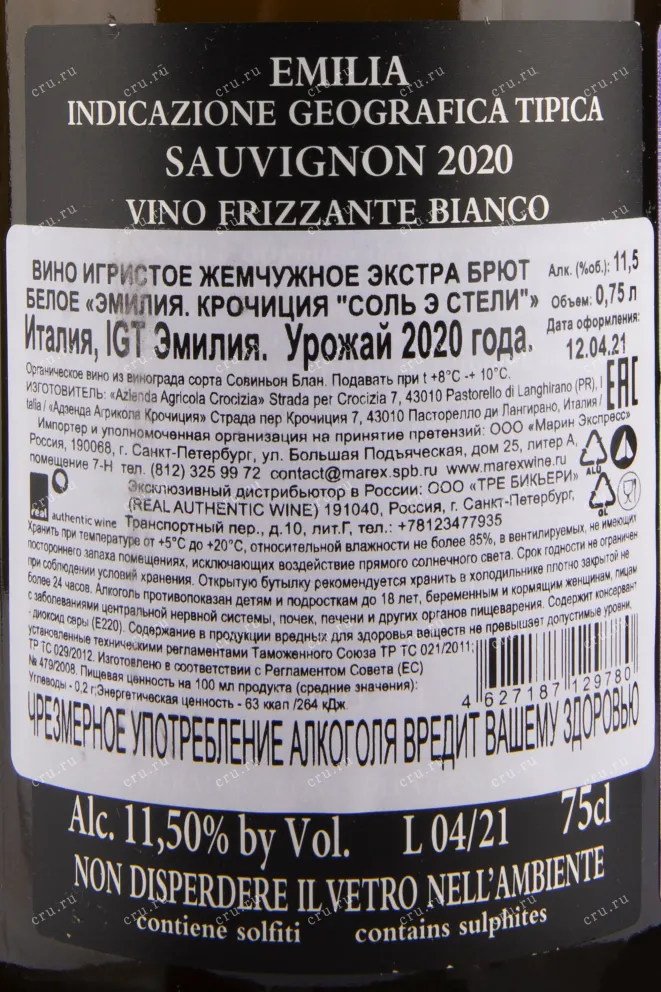 EMILIA
INDICAZIONE GEOGRAFICA TIPICA
SAUVIGNON 2020
VINO FRIZZANTE BIANCO
ВИНО ИГРИСТОЕ ЖЕМЧУЖНОЕ ЭКСТРА БРЮТ
Алк. (%об.): 11,5
БЕЛОЕ «ЭМИЛИЯ. КРОЧИЦИЯ "СОЛЬ Э СТЕЛИ"»
Объем: 0,75 л
Италия, IGT Эмилия. Урожай 2020 года.
Дата оформления:
12.04.21
Органическое вино из винограда сорта Совиньон Блан. Подавать при t +8°C -+ 10°C.
ИЗГОТОВИТЕЛЬ: «Azienda Agricola Crocizia» Strada per Crocizia 7, 43010 Pastorello di Langhirano (PR), I
talia / «Адзенда Агрикола Крочиция» Страда пер Крочиция 7, 43010 Пасторелло ди Лангирано, Италия /
EAC
Импортер и уполномоченная организация на принятие претензий: ООО «Марин Экспресс»
Россия, 190068, г. Санкт-Петербург, ул. Большая Подъяческая, дом 25, литер А,
помещение 7-Н тел. (812) 325 99 72 contact@marex.spb.ru www.marexwine.ru
ALU
Эксклюзивный дистрибьютор в России: ООО «ТРЕ БИКЬЕРИ»
(REAL AUTHENTIC WINE) 191040, Россия, г. Санкт-Петербург,
real
authentic wine
Транспортный пер., д.10, лит.Г, тел.: +78123477935
GL
Хранить при температуре от +5°C до +20°C, относительной влажности не более 85%, в вентилируемых, не имеющих
постороннего запаха помещениях, исключающих воздействие прямого солнечного света. Срок годности не ограничен
при соблюдении условий хранения. Открытую бутылку рекомендуется хранить в холодильнике плотно закрытой не
более 24 часов. Алкоголь противопоказан детям и подросткам до 18 лет, беременным и кормящим женщинам, лицам
с заболеваниями центральной нервной системы, почек, печени и других органов пищеварения. Содержит консервант
- диоксид серы (Е220). Содержание в продукции вредных для здоровья веществ не превышает допустимые уровни,
установленные техническими регламентами Таможенного Союза ТР ТС 021/2011;
ТР ТС 029/2012. Изготовлено в соответствии с Регламентом Совета (ЕС)
№ 479/2008. Пищевая ценность на 100 мл продукта (средние значения):
Углеводы - 0,2 г;Энергетическая ценность - 63 ккал /264 кДж.
4 627187 129780
ЧРЕЗМЕРНОЕ УПОТРЕБЛЕНИЕ АЛКОГОЛЯ ВРЕДИТ ВАШЕМУ ЗДОРОВЬЮ
Alc. 11,50% by Vol. L 04/21 75cl
NON DISPERDERE IL VETRO NELL'AMBIENTE
contiene solfiti contains sulphites
cru.ru